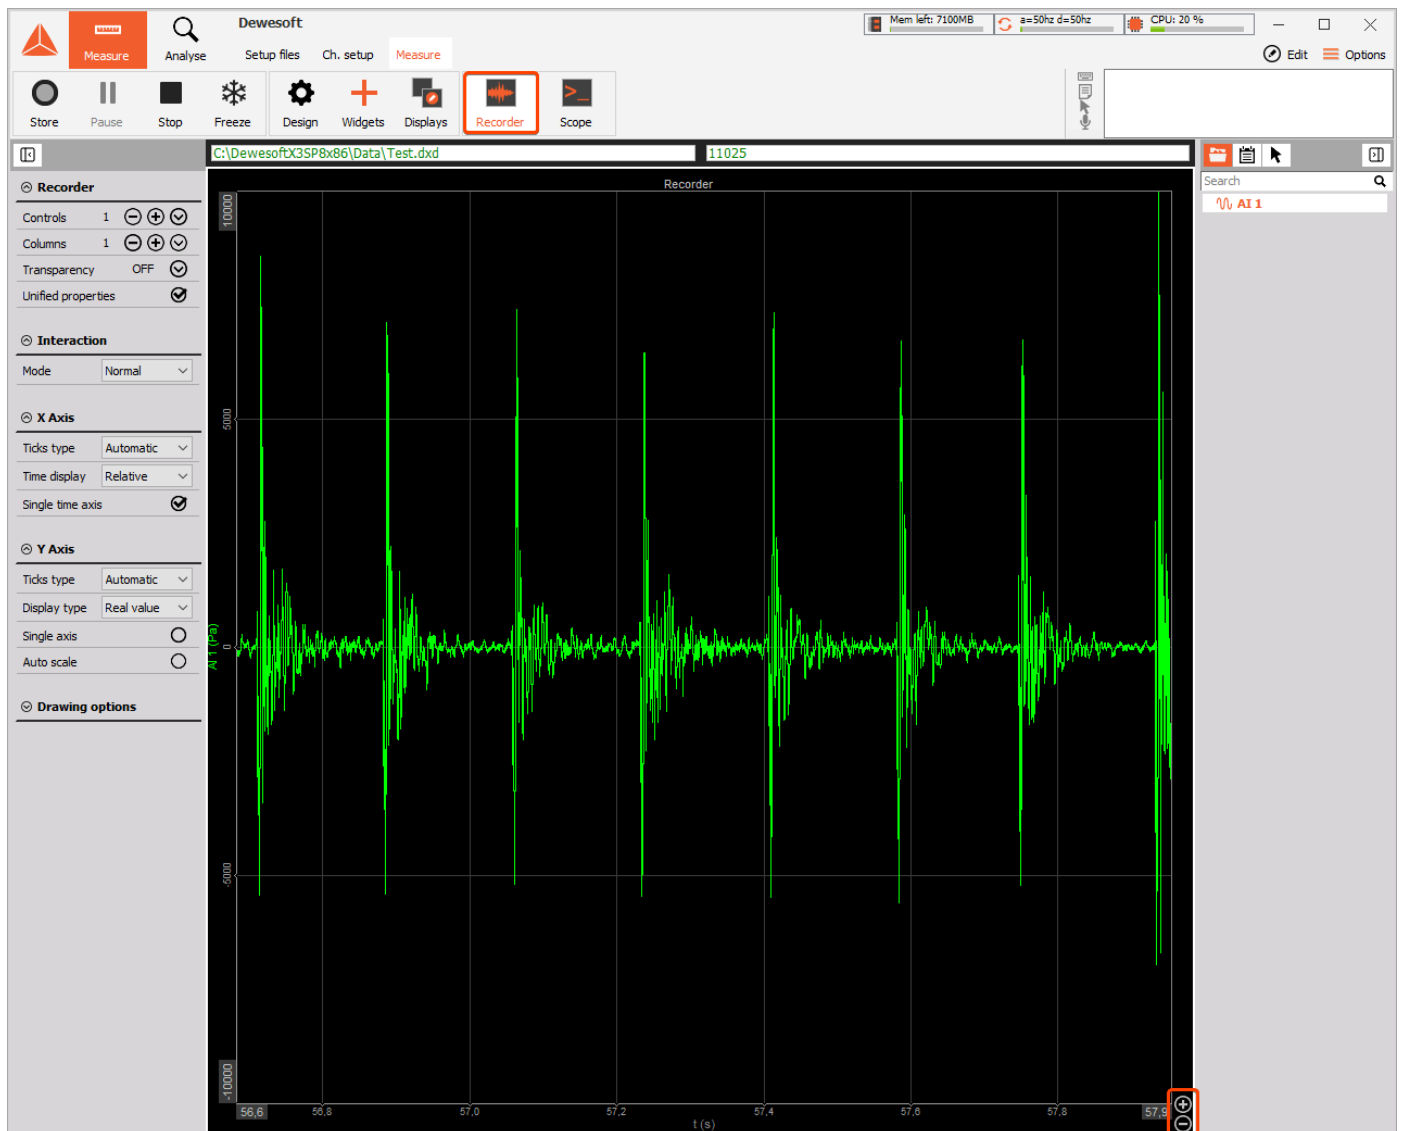 Dewesoft
Mem left: 7100MB
a=50hz d=50hz
CPU: 20 %
Measure
Analyse
Setup files
Ch. setup
Measure
Edit
Options
Store
Pause
Stop
Freeze
Design
Widgets
Displays
Recorder
Scope
C:\DewesoftX3SP8x86\Data\Test.dxd
11025
Recorder
Controls 1
Columns 1
Transparency OFF
Unified properties
Interaction
Mode Normal
X Axis
Ticks type Automatic
Time display Relative
Single time axis
Y Axis
Ticks type Automatic
Display type Real value
Single axis
Auto scale
Drawing options
Recorder
10000
5000
0
AI 1 (Pa)
-5000
-10000
56,6
56,8
57,0
57,2
57,4
57,6
57,8
57,9
t (s)
Search
AI 1